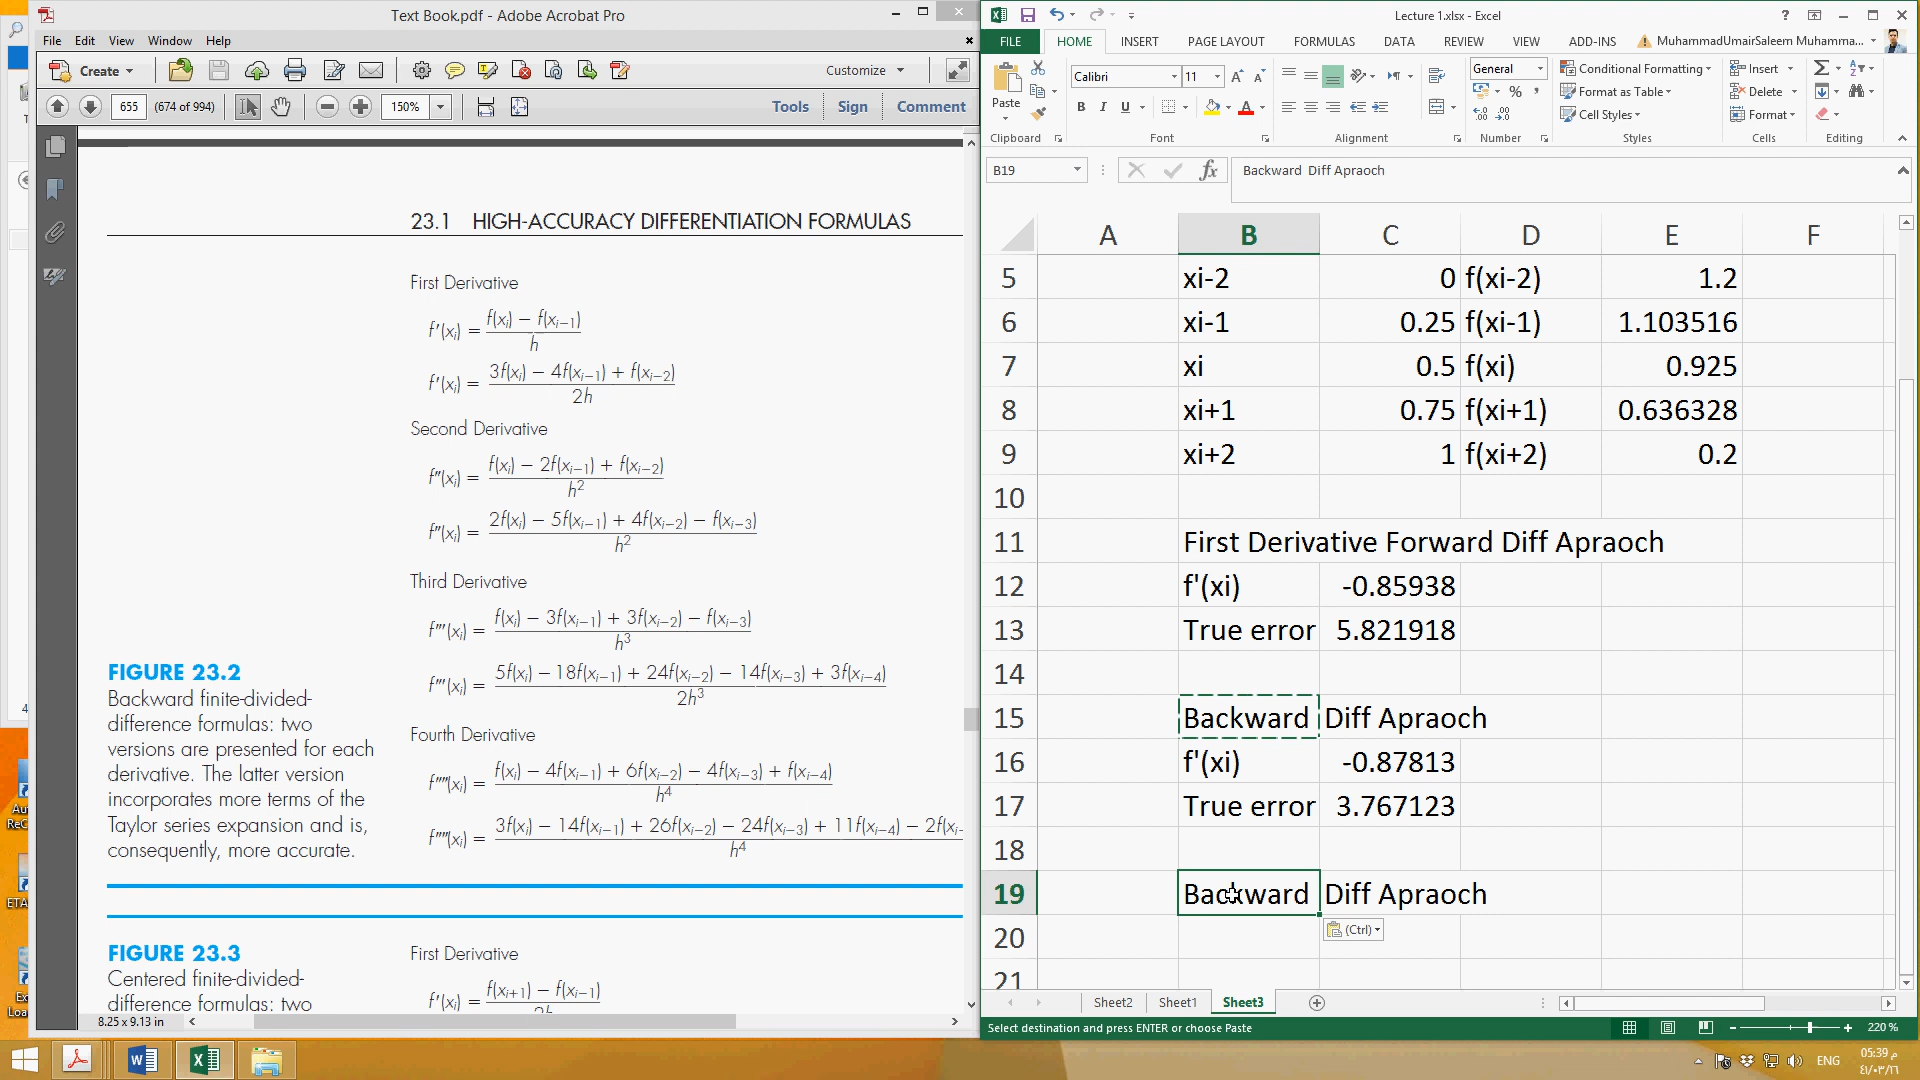 Text Book.pdf - Adobe Acrobat Pro
File Edit View Window Help
Create
Customize
655 (674 of 994) 150% Tools Sign Comment
23.1 HIGH-ACCURACY DIFFERENTIATION FORMULAS
First Derivative
f′(xᵢ) = (f(xᵢ) − f(xᵢ₋₁)) / h
f′(xᵢ) = (3f(xᵢ) − 4f(xᵢ₋₁) + f(xᵢ₋₂)) / 2h
Second Derivative
f″(xᵢ) = (f(xᵢ) − 2f(xᵢ₋₁) + f(xᵢ₋₂)) / h²
f″(xᵢ) = (2f(xᵢ) − 5f(xᵢ₋₁) + 4f(xᵢ₋₂) − f(xᵢ₋₃)) / h²
Third Derivative
f‴(xᵢ) = (f(xᵢ) − 3f(xᵢ₋₁) + 3f(xᵢ₋₂) − f(xᵢ₋₃)) / h³
f‴(xᵢ) = (5f(xᵢ) − 18f(xᵢ₋₁) + 24f(xᵢ₋₂) − 14f(xᵢ₋₃) + 3f(xᵢ₋₄)) / 2h³
Fourth Derivative
f⁗(xᵢ) = (f(xᵢ) − 4f(xᵢ₋₁) + 6f(xᵢ₋₂) − 4f(xᵢ₋₃) + f(xᵢ₋₄)) / h⁴
f⁗(xᵢ) = (3f(xᵢ) − 14f(xᵢ₋₁) + 26f(xᵢ₋₂) − 24f(xᵢ₋₃) + 11f(xᵢ₋₄) − 2f(xᵢ₋ / h⁴
FIGURE 23.2
Backward finite-divided-
difference formulas: two
versions are presented for each
derivative. The latter version
incorporates more terms of the
Taylor series expansion and is,
consequently, more accurate.
FIGURE 23.3
Centered finite-divided-
difference formulas: two
First Derivative
f′(xᵢ) = (f(xᵢ₊₁) − f(xᵢ₋₁)) / 2h
8.25 x 9.13 in
Lecture 1.xlsx - Excel
FILE HOME INSERT PAGE LAYOUT FORMULAS DATA REVIEW VIEW ADD-INS MuhammadUmairSaleem Muhamma...
Paste Calibri 11 General Conditional Formatting Insert
Format as Table Delete
Cell Styles Format
Clipboard Font Alignment Number Styles Cells Editing
B19 Backward Diff Apraoch
A B C D E F
5 xi-2 0 f(xi-2) 1.2
6 xi-1 0.25 f(xi-1) 1.103516
7 xi 0.5 f(xi) 0.925
8 xi+1 0.75 f(xi+1) 0.636328
9 xi+2 1 f(xi+2) 0.2
10
11 First Derivative Forward Diff Apraoch
12 f'(xi) -0.85938
13 True error 5.821918
14
15 Backward Diff Apraoch
16 f'(xi) -0.87813
17 True error 3.767123
18
19 Backward Diff Apraoch
20 (Ctrl)
21
Sheet2 Sheet1 Sheet3
Select destination and press ENTER or choose Paste 220 %
ENG 05:39 م